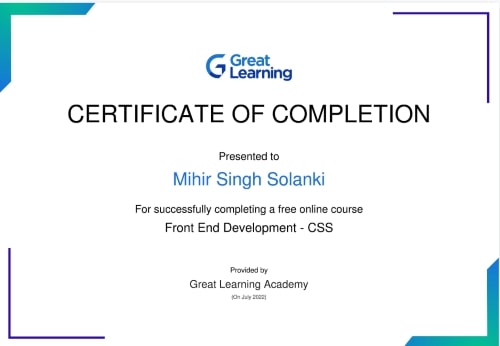 Great
Learning
CERTIFICATE OF COMPLETION
Presented to
Mihir Singh Solanki
For successfully completing a free online course
Front End Development - CSS
Provided by
Great Learning Academy
(On July 2022)